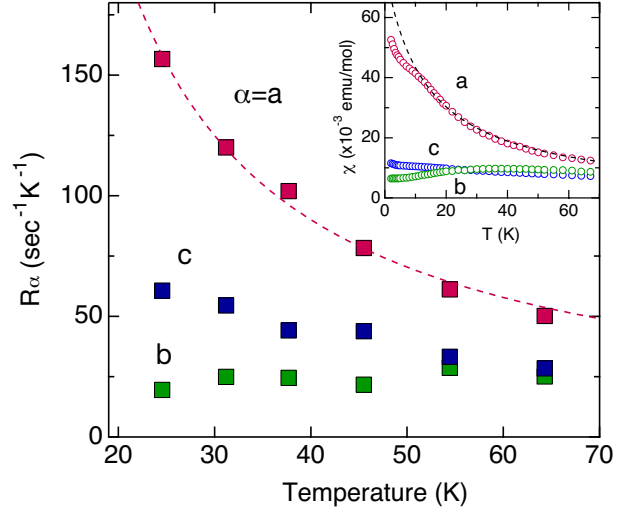 150
100
50
0
20
30
40
50
60
70
Temperature (K)
Rα (sec⁻¹K⁻¹)
α=a
c
b
60
40
20
0
0
20
40
60
T (K)
χ (x10⁻³ emu/mol)
a
c
b